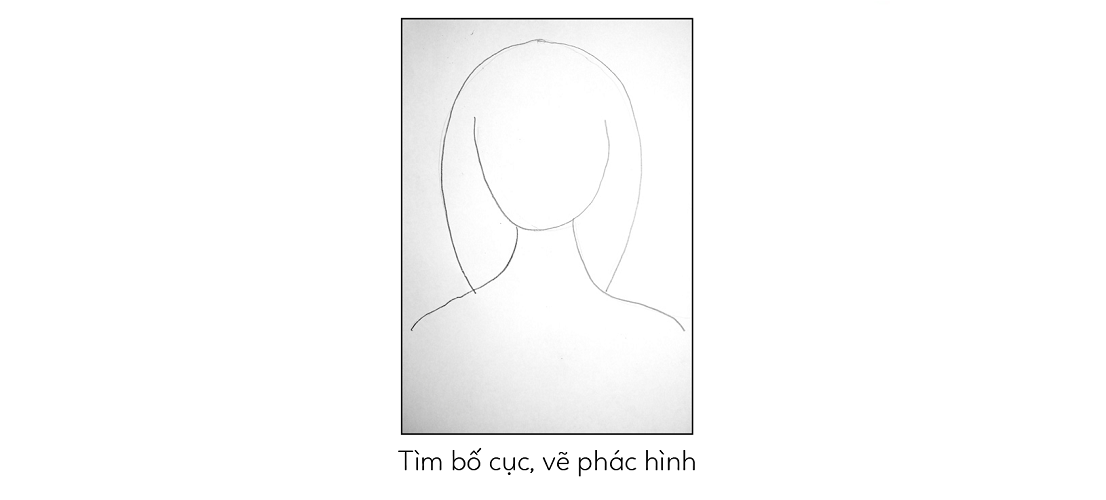 Tìm bố cục, vẽ phác hình